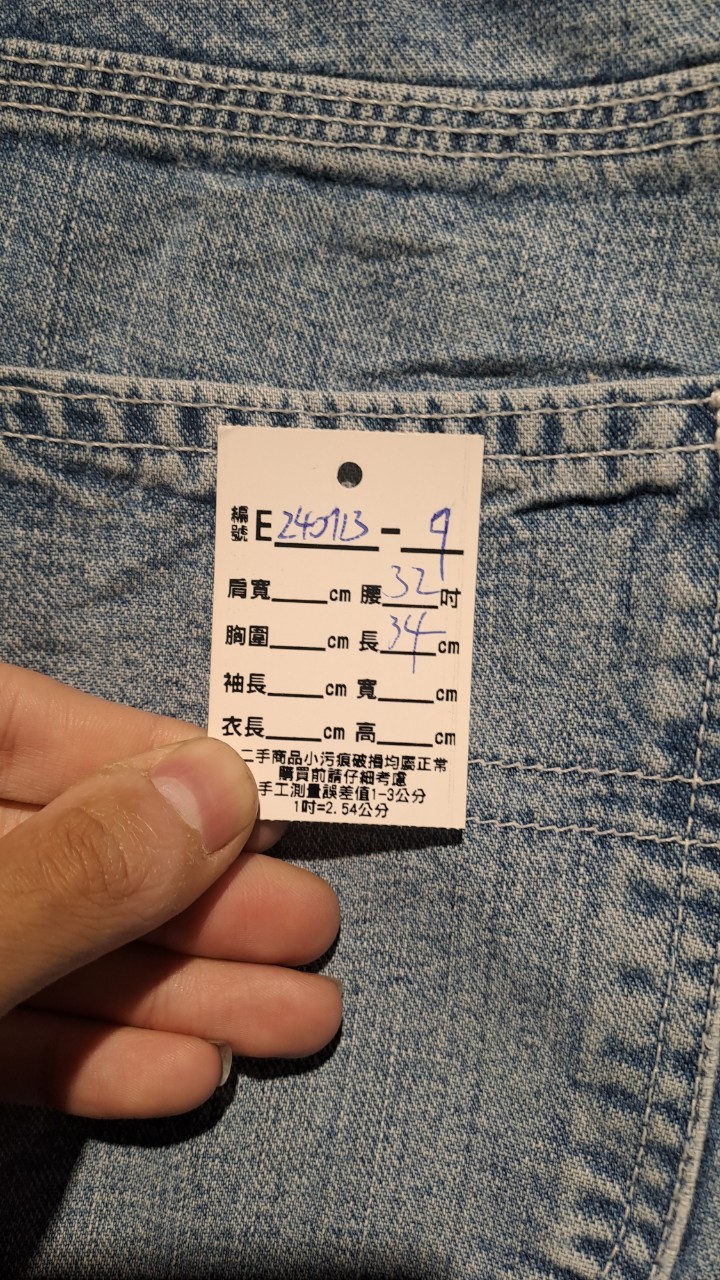 編號 E 240713 - 9
肩寬____cm 腰 32 吋
胸圍____cm 長 34 cm
袖長____cm 寬____cm
衣長____cm 高____cm
二手商品小污痕破損均屬正常
購買前請仔細考慮
手工測量誤差值1-3公分
1吋=2.54公分